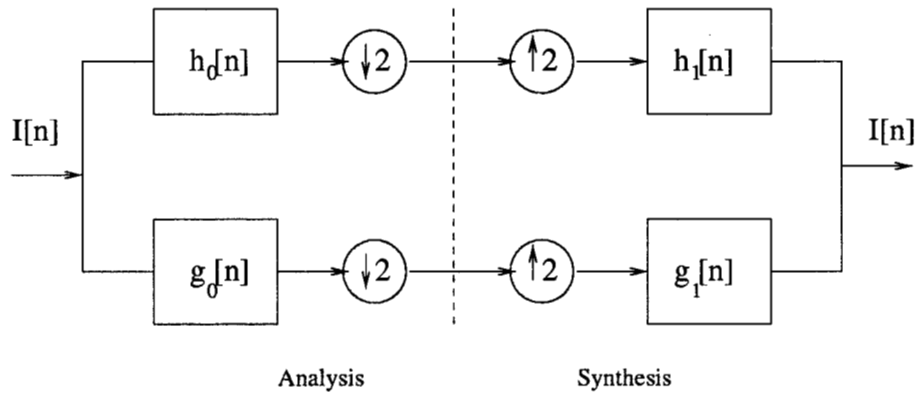 h₀[n] ↓2 ↑2 h₁[n]
I[n] I[n]
g₀[n] ↓2 ↑2 g₁[n]
Analysis Synthesis